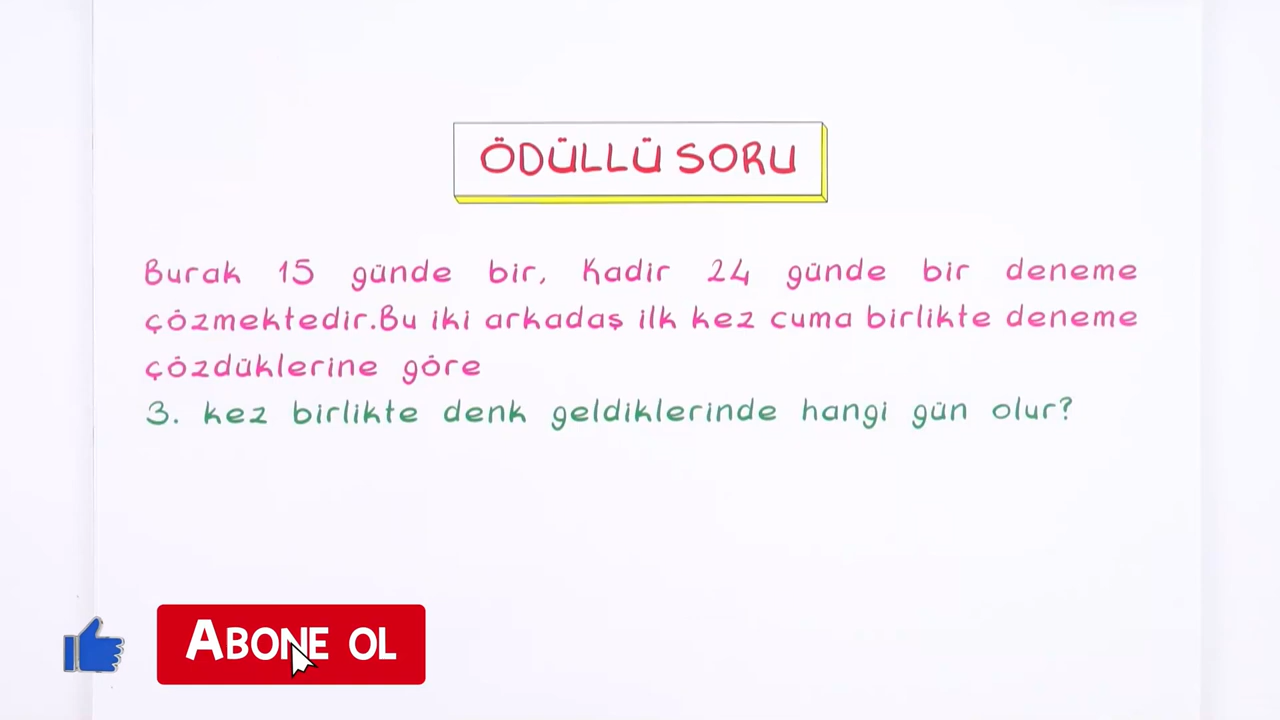 ÖDÜLLÜ SORU
Burak 15 günde bir, Kadir 24 günde bir deneme
çözmektedir.Bu iki arkadaş ilk kez cuma birlikte deneme
çözdüklerine göre
3. kez birlikte denk geldiklerinde hangi gün olur?
ABONE OL